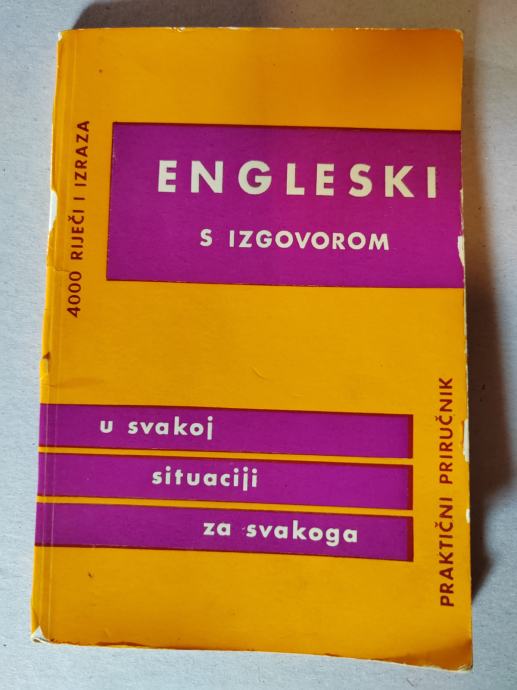 4000 RIJEČI I IZRAZA
ENGLESKI
S IZGOVOROM
u svakoj
situaciji
za svakoga
PRAKTIČNI PRIRUČNIK